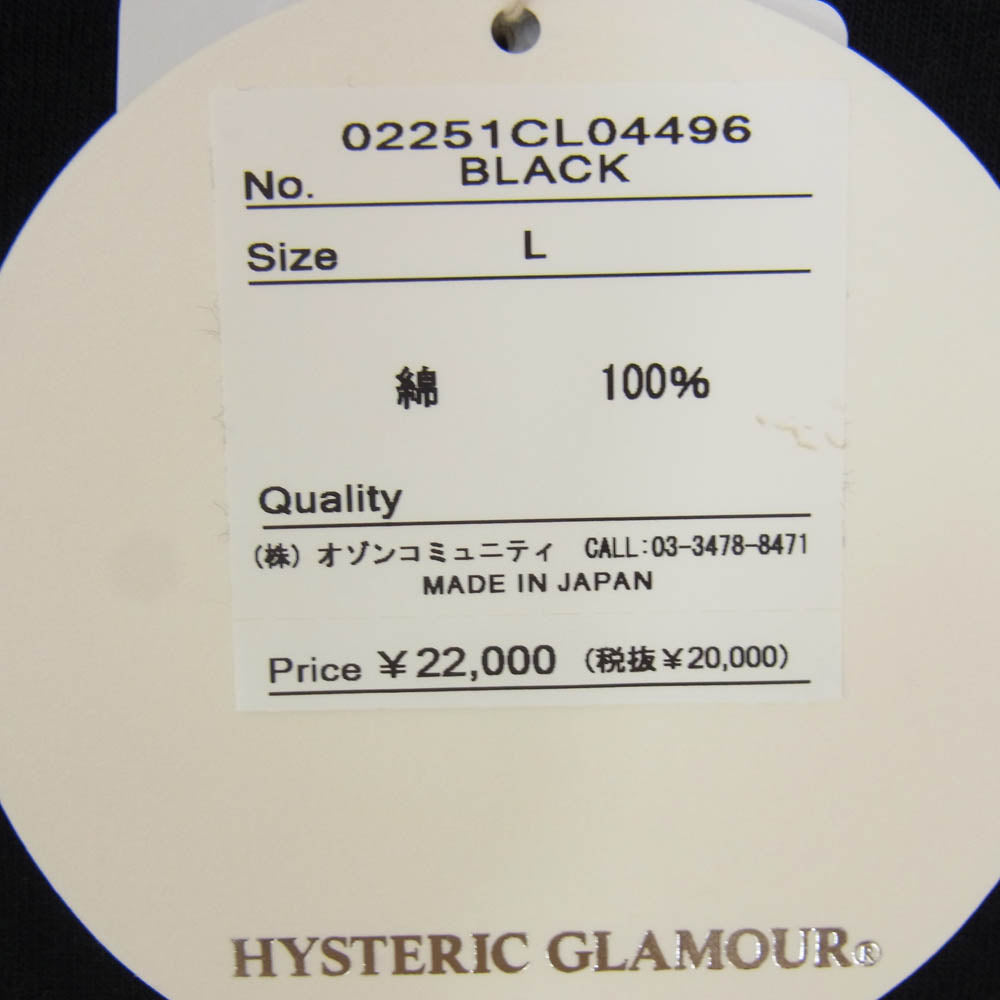 02251CL04496
No. BLACK
Size L
綿 100%
Quality
(株) オゾンコミュニティ CALL:03-3478-8471
MADE IN JAPAN
Price ¥22,000 (税抜¥20,000)
HYSTERIC GLAMOUR®